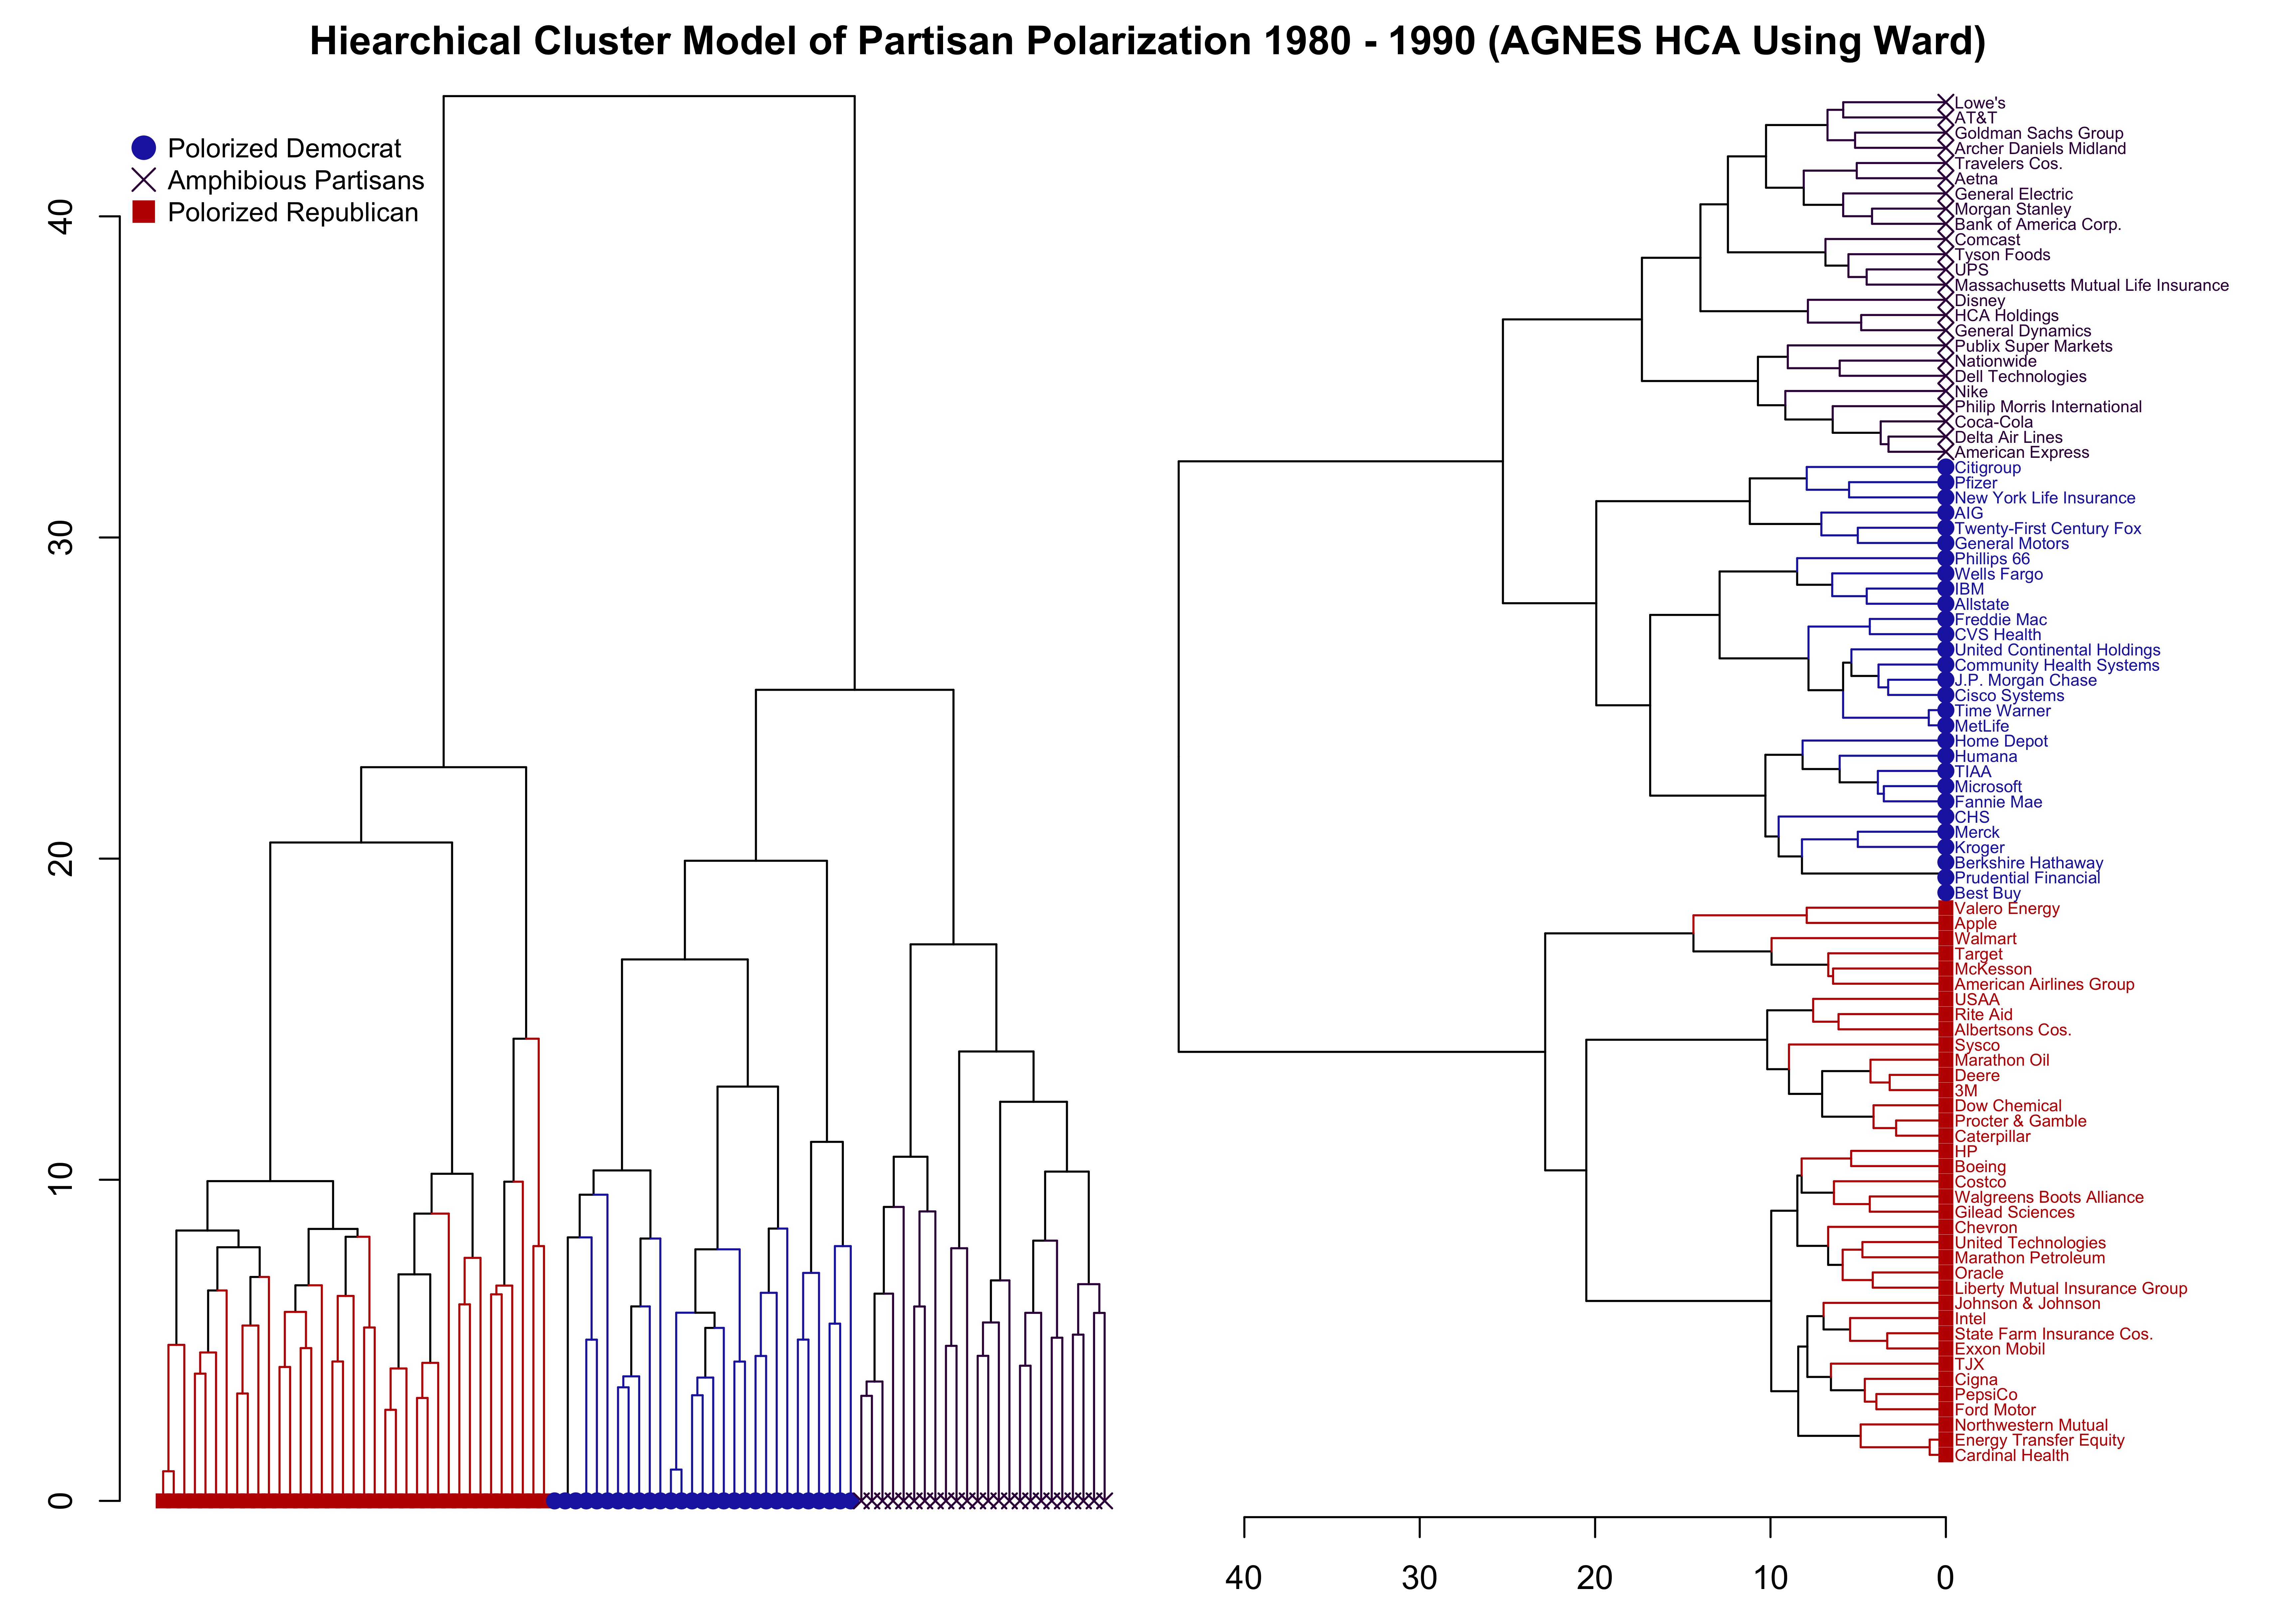 Hiearchical Cluster Model of Partisan Polarization 1980 - 1990 (AGNES HCA Using Ward)
Polorized Democrat
Amphibious Partisans
Polorized Republican
40
30
20
10
0
Lowe's
AT&T
Goldman Sachs Group
Archer Daniels Midland
Travelers Cos.
Aetna
General Electric
Morgan Stanley
Bank of America Corp.
Comcast
Tyson Foods
UPS
Massachusetts Mutual Life Insurance
Disney
HCA Holdings
General Dynamics
Publix Super Markets
Nationwide
Dell Technologies
Nike
Philip Morris International
Coca-Cola
Delta Air Lines
American Express
Citigroup
Pfizer
New York Life Insurance
AIG
Twenty-First Century Fox
General Motors
Phillips 66
Wells Fargo
IBM
Allstate
Freddie Mac
CVS Health
United Continental Holdings
Community Health Systems
J.P. Morgan Chase
Cisco Systems
Time Warner
MetLife
Home Depot
Humana
TIAA
Microsoft
Fannie Mae
CHS
Merck
Kroger
Berkshire Hathaway
Prudential Financial
Best Buy
Valero Energy
Apple
Walmart
Target
McKesson
American Airlines Group
USAA
Rite Aid
Albertsons Cos.
Sysco
Marathon Oil
Deere
3M
Dow Chemical
Procter & Gamble
Caterpillar
HP
Boeing
Costco
Walgreens Boots Alliance
Gilead Sciences
Chevron
United Technologies
Marathon Petroleum
Oracle
Liberty Mutual Insurance Group
Johnson & Johnson
Intel
State Farm Insurance Cos.
Exxon Mobil
TJX
Cigna
PepsiCo
Ford Motor
Northwestern Mutual
Energy Transfer Equity
Cardinal Health
40 30 20 10 0